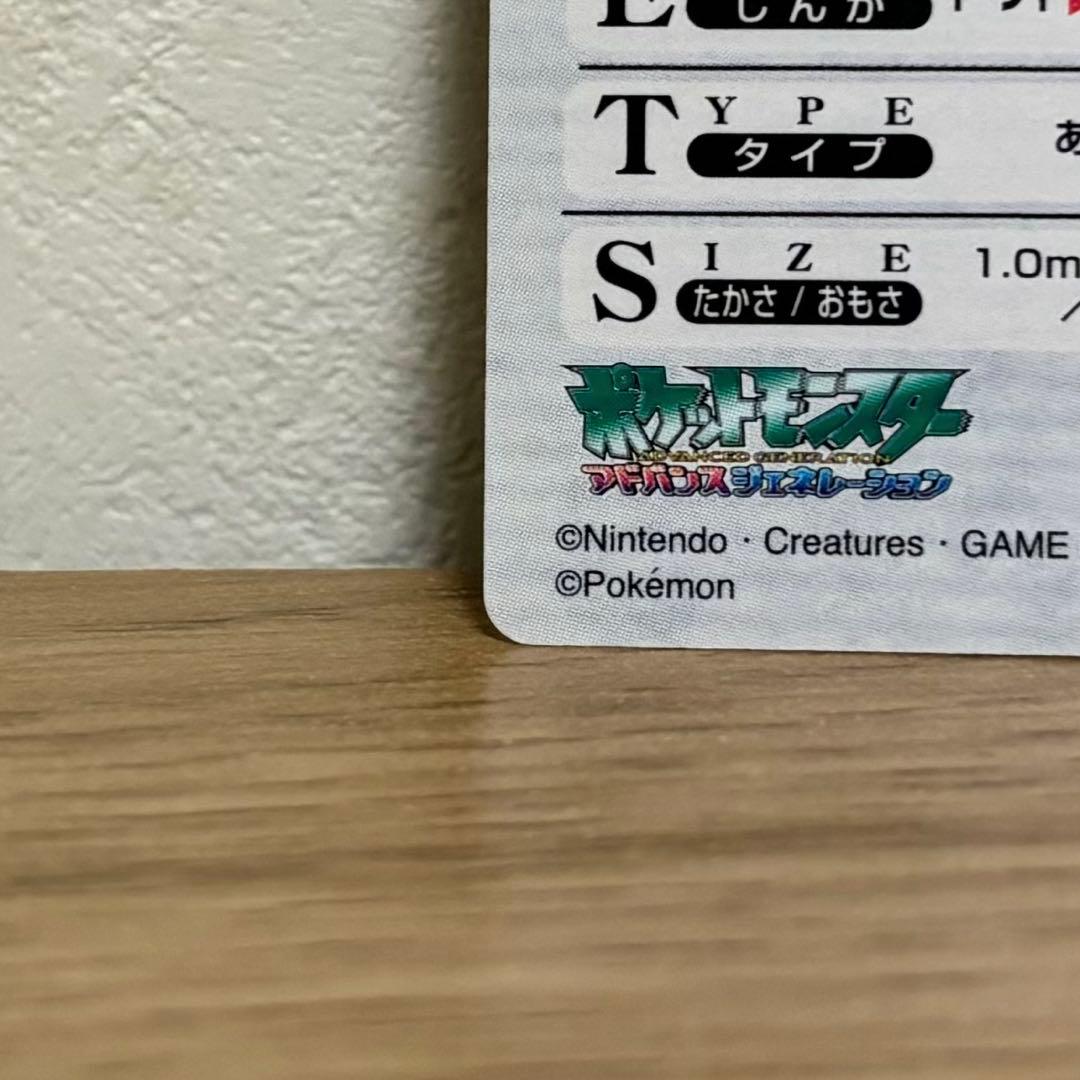 E しんか
TYPE
タイプ あ
SIZE 1.0m
たかさ / おもさ /
ポケットモンスター
ADVANCED GENERATION
アドバンスジェネレーション
©Nintendo・Creatures・GAME
©Pokémon